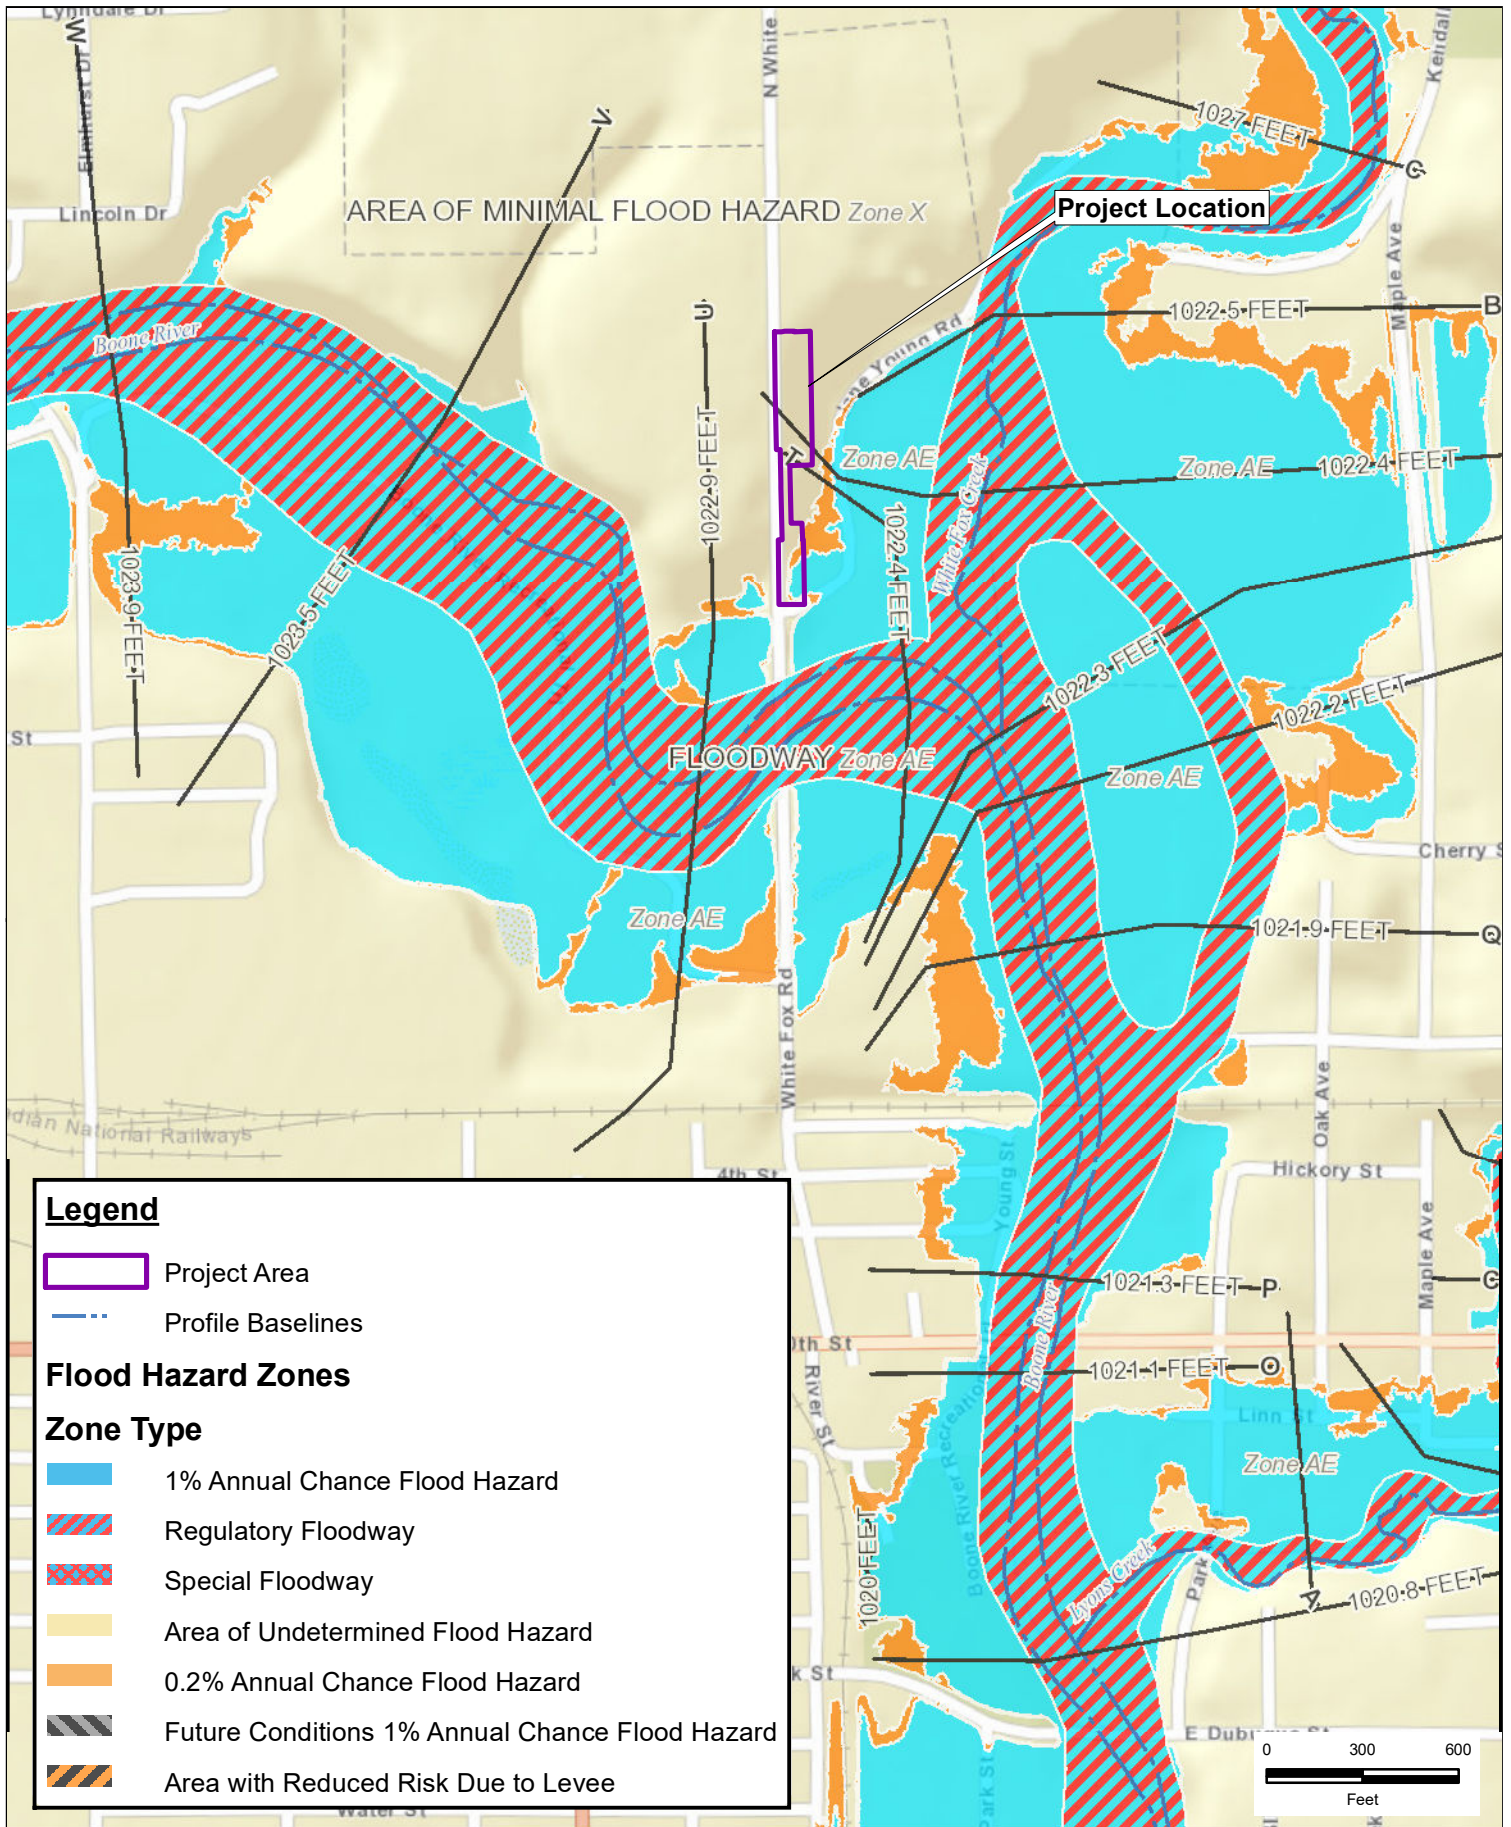 Lynndale Dr
W
Elmhurst Dr
N White
Kendall
V
1027 FEET
C
Lincoln Dr
AREA OF MINIMAL FLOOD HAZARD Zone X
Project Location
Maple Ave
B
1022.5 FEET
U
Boone River
Young Rd
1022.9 FEET
T
Zone AE
Zone AE
1022.4 FEET
White Fox Creek
1022.4 FEET
1023.9 FEET
1023.5 FEET
1022.3 FEET
1022.2 FEET
St
FLOODWAY Zone AE
Zone AE
Cherry S
Zone AE
1021.9 FEET
Q
White Fox Rd
Oak Ave
dian National Railways
4th St
Young St
Hickory St
Maple Ave
1021.3 FEET
P
C
Boone River
0th St
1021.1 FEET
O
River St
Linn St
Zone AE
Boone River Recreation
1020 FEET
Lyons Creek
Park
A
1020.8 FEET
k St
E Dubuque St
Park St
Water St
Legend
Project Area
Profile Baselines
Flood Hazard Zones
Zone Type
1% Annual Chance Flood Hazard
Regulatory Floodway
Special Floodway
Area of Undetermined Flood Hazard
0.2% Annual Chance Flood Hazard
Future Conditions 1% Annual Chance Flood Hazard
Area with Reduced Risk Due to Levee
0 300 600
Feet